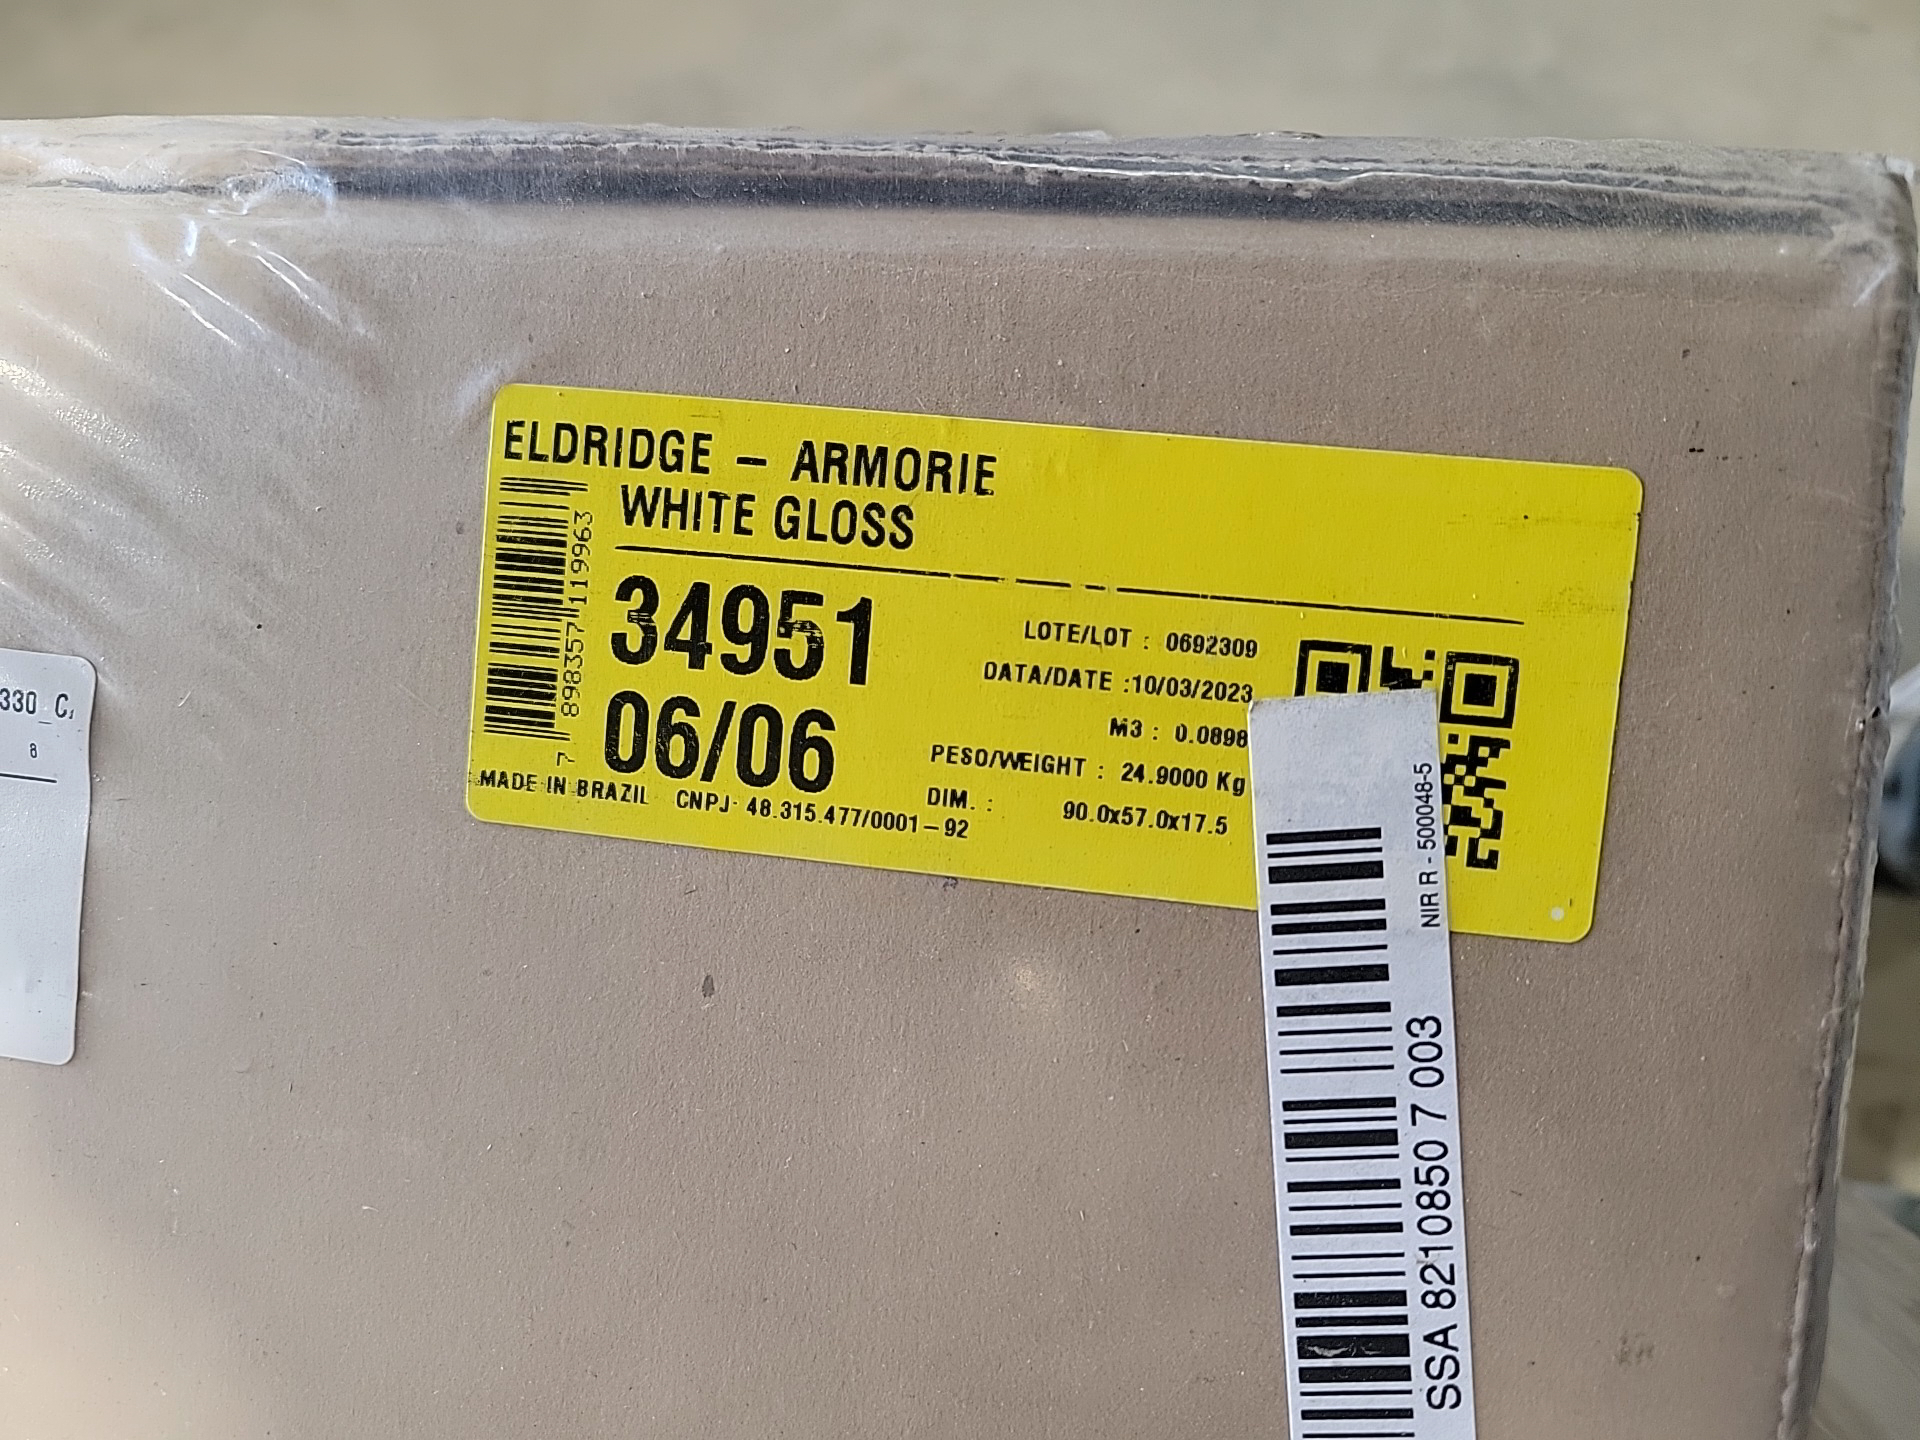 ELDRIDGE - ARMORIE
WHITE GLOSS
7 898357 119963
34951
06/06
LOTE/LOT : 0692309
DATA/DATE :10/03/2023
M3 : 0.0898
PESO/WEIGHT : 24.9000 Kg
DIM. : 90.0x57.0x17.5
MADE IN BRAZIL CNPJ 48.315.477/0001-92
NIR R - 500048-5
SSA 8210850 7 003
330_C
8